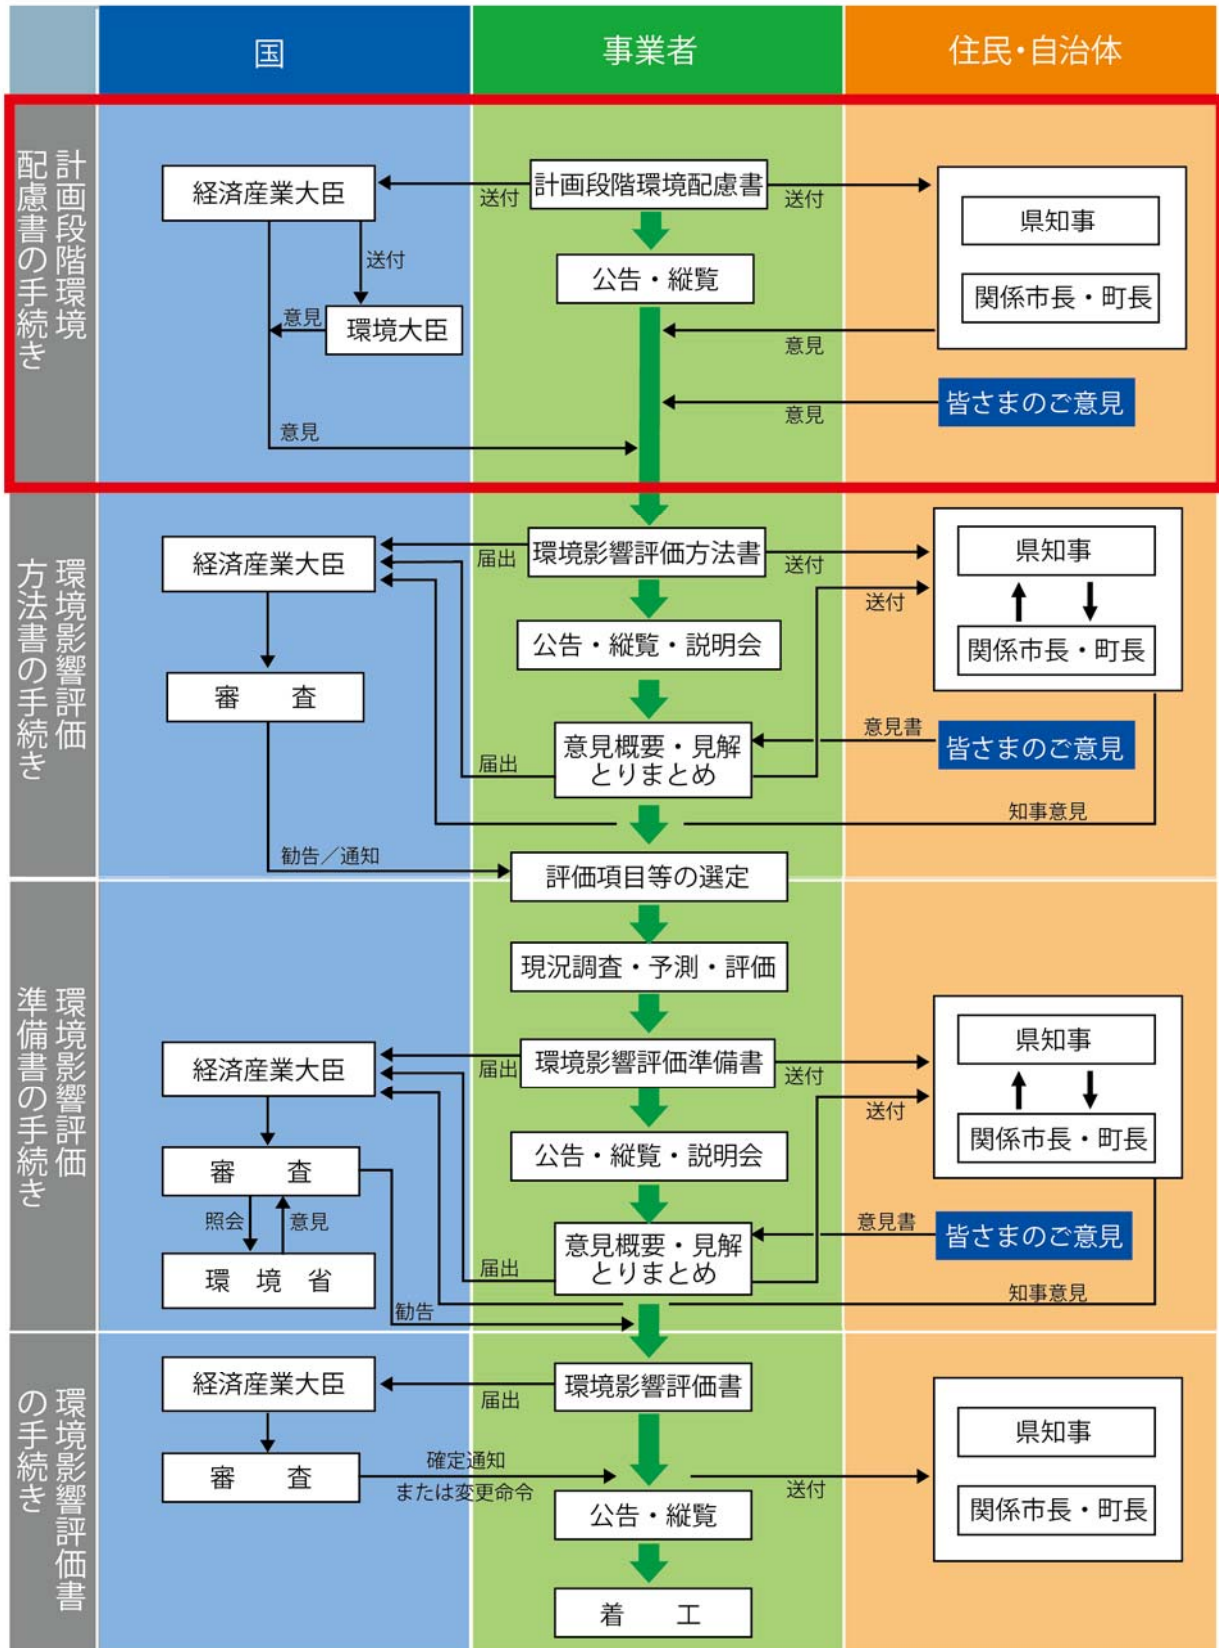 国
事業者
住民・自治体
計画段階環境
配慮書の手続き
経済産業大臣
送付
計画段階環境配慮書
送付
県知事
関係市長・町長
送付
公告・縦覧
意見
環境大臣
意見
皆さまのご意見
意見
意見
環境影響評価
方法書の手続き
経済産業大臣
届出
環境影響評価方法書
送付
県知事
送付
公告・縦覧・説明会
関係市長・町長
審　　査
意見概要・見解
とりまとめ
意見書
皆さまのご意見
届出
知事意見
勧告／通知
評価項目等の選定
環境影響評価
準備書の手続き
現況調査・予測・評価
経済産業大臣
届出
環境影響評価準備書
送付
県知事
送付
公告・縦覧・説明会
関係市長・町長
審　　査
照会
意見
環　境　省
届出
意見概要・見解
とりまとめ
意見書
皆さまのご意見
知事意見
勧告
環境影響評価書
の手続き
経済産業大臣
届出
環境影響評価書
県知事
審　　査
確定通知
または変更命令
送付
公告・縦覧
関係市長・町長
着　　工